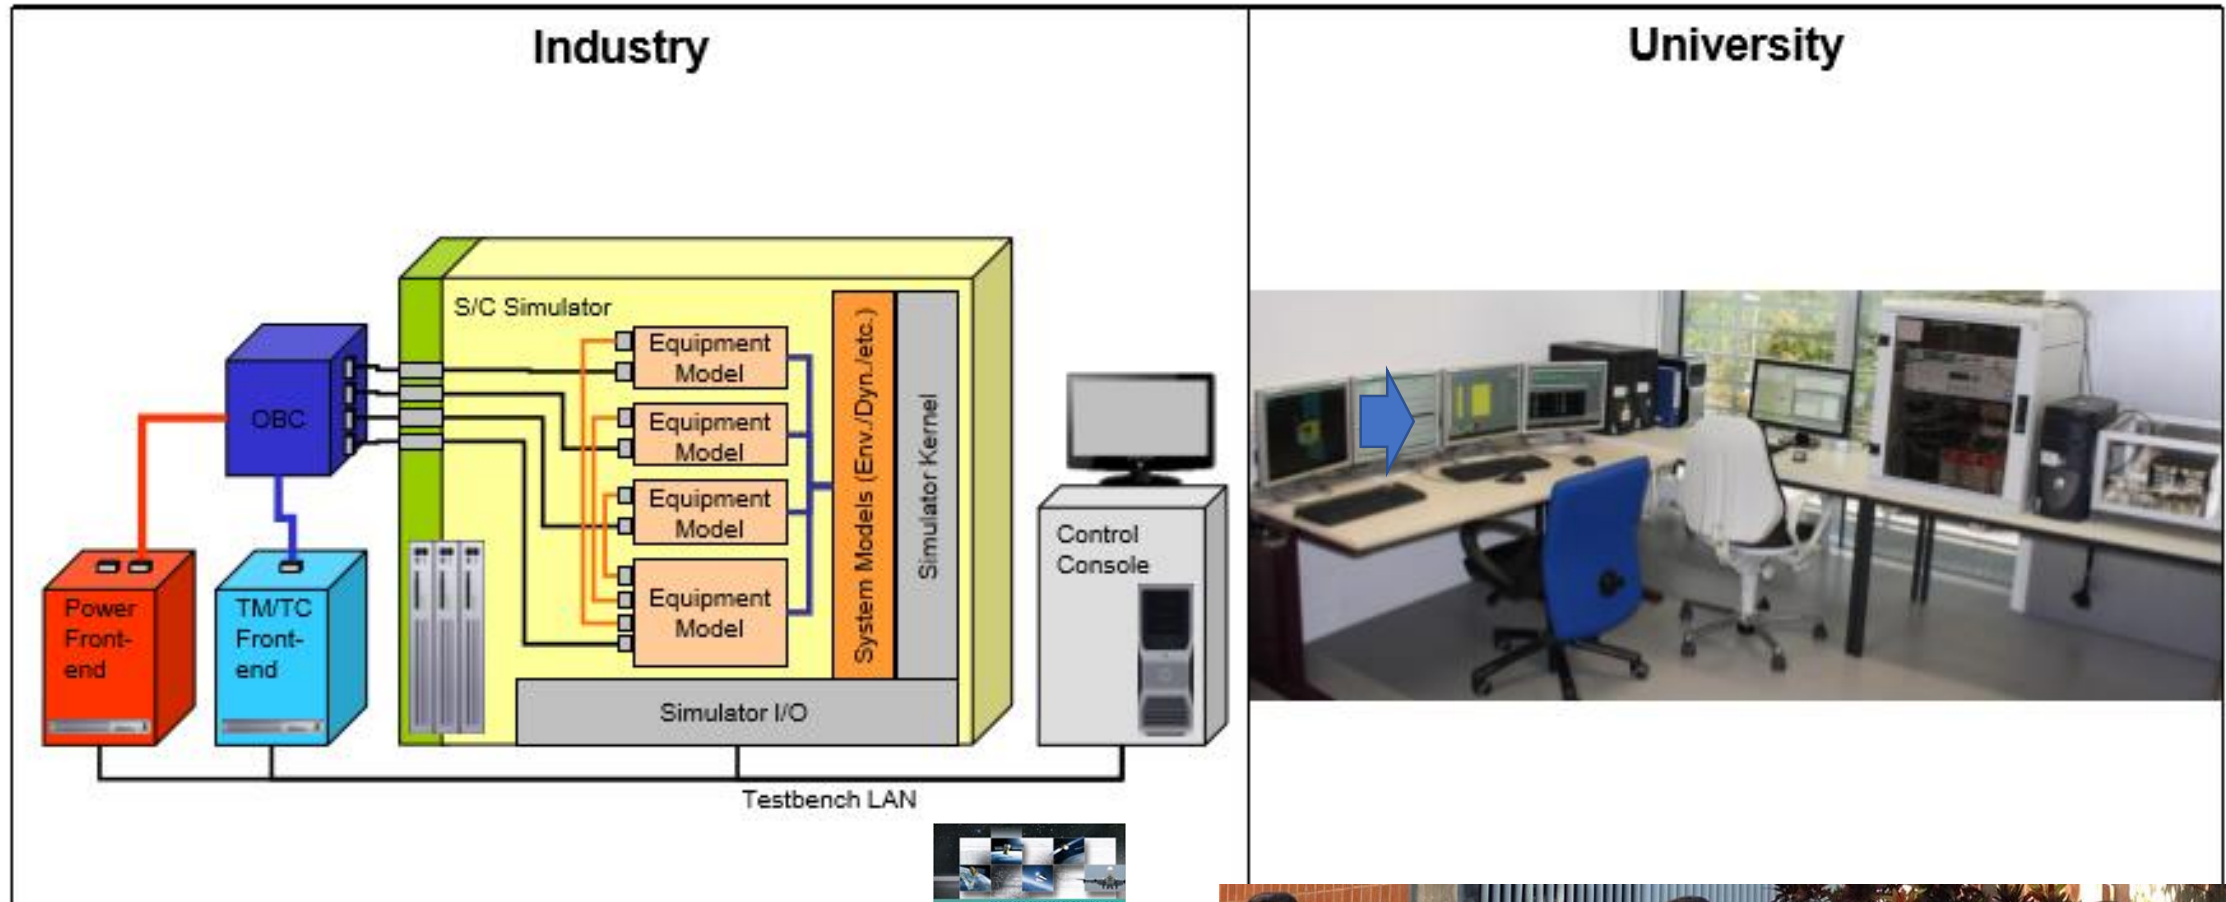 Industry
University
S/C Simulator
Equipment
Model
Equipment
Model
Equipment
Model
Equipment
Model
System Models (Env./Dyn./etc.)
Simulator Kernel
OBC
Power
Front-
end
TM/TC
Front-
end
Control
Console
Simulator I/O
Testbench LAN